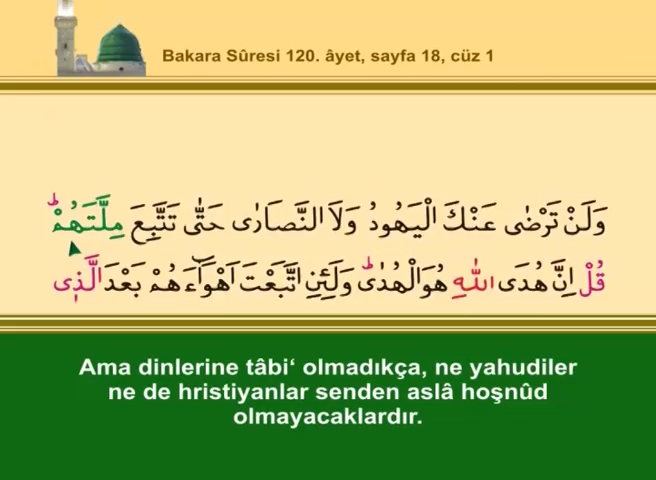 Bakara Sûresi 120. âyet, sayfa 18, cüz 1
وَلَنْ تَرْضٰى عَنْكَ الْيَهُودُ وَلَا النَّصَارٰى حَتّٰى تَتَّبِعَ مِلَّتَهُمْۜ
قُلْ اِنَّ هُدَى اللّٰهِ هُوَ الْهُدٰىۜ وَلَئِنِ اتَّبَعْتَ اَهْوَٓاءَهُمْ بَعْدَ الَّذ۪ى
Ama dinlerine tâbi‘ olmadıkça, ne yahudiler
ne de hristiyanlar senden aslâ hoşnûd
olmayacaklardır.